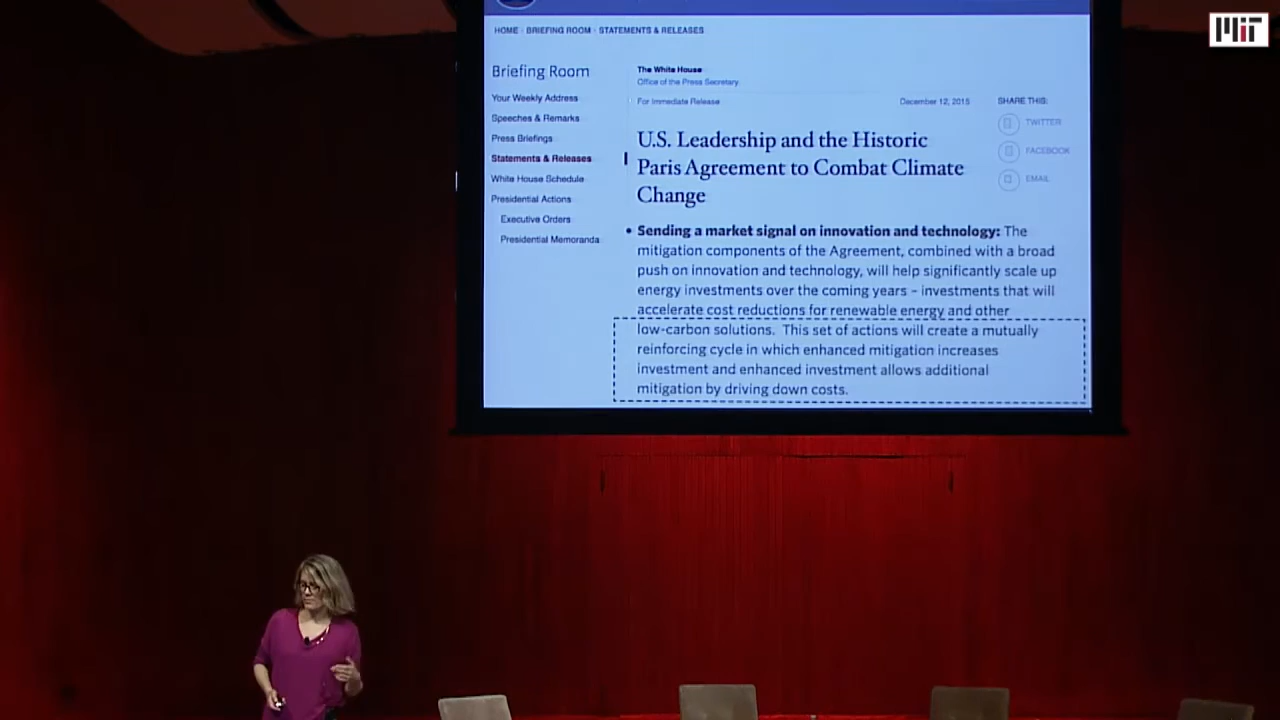 MIT
HOME BRIEFING ROOM STATEMENTS & RELEASES
Briefing Room
Your Weekly Address
Speeches & Remarks
Press Briefings
Statements & Releases
White House Schedule
Presidential Actions
Executive Orders
Presidential Memoranda
The White House
Office of the Press Secretary
For Immediate Release
December 12, 2015
U.S. Leadership and the Historic
Paris Agreement to Combat Climate
Change
• Sending a market signal on innovation and technology: The
mitigation components of the Agreement, combined with a broad
push on innovation and technology, will help significantly scale up
energy investments over the coming years – investments that will
accelerate cost reductions for renewable energy and other
low-carbon solutions. This set of actions will create a mutually
reinforcing cycle in which enhanced mitigation increases
investment and enhanced investment allows additional
mitigation by driving down costs.
SHARE THIS:
TWITTER
FACEBOOK
EMAIL